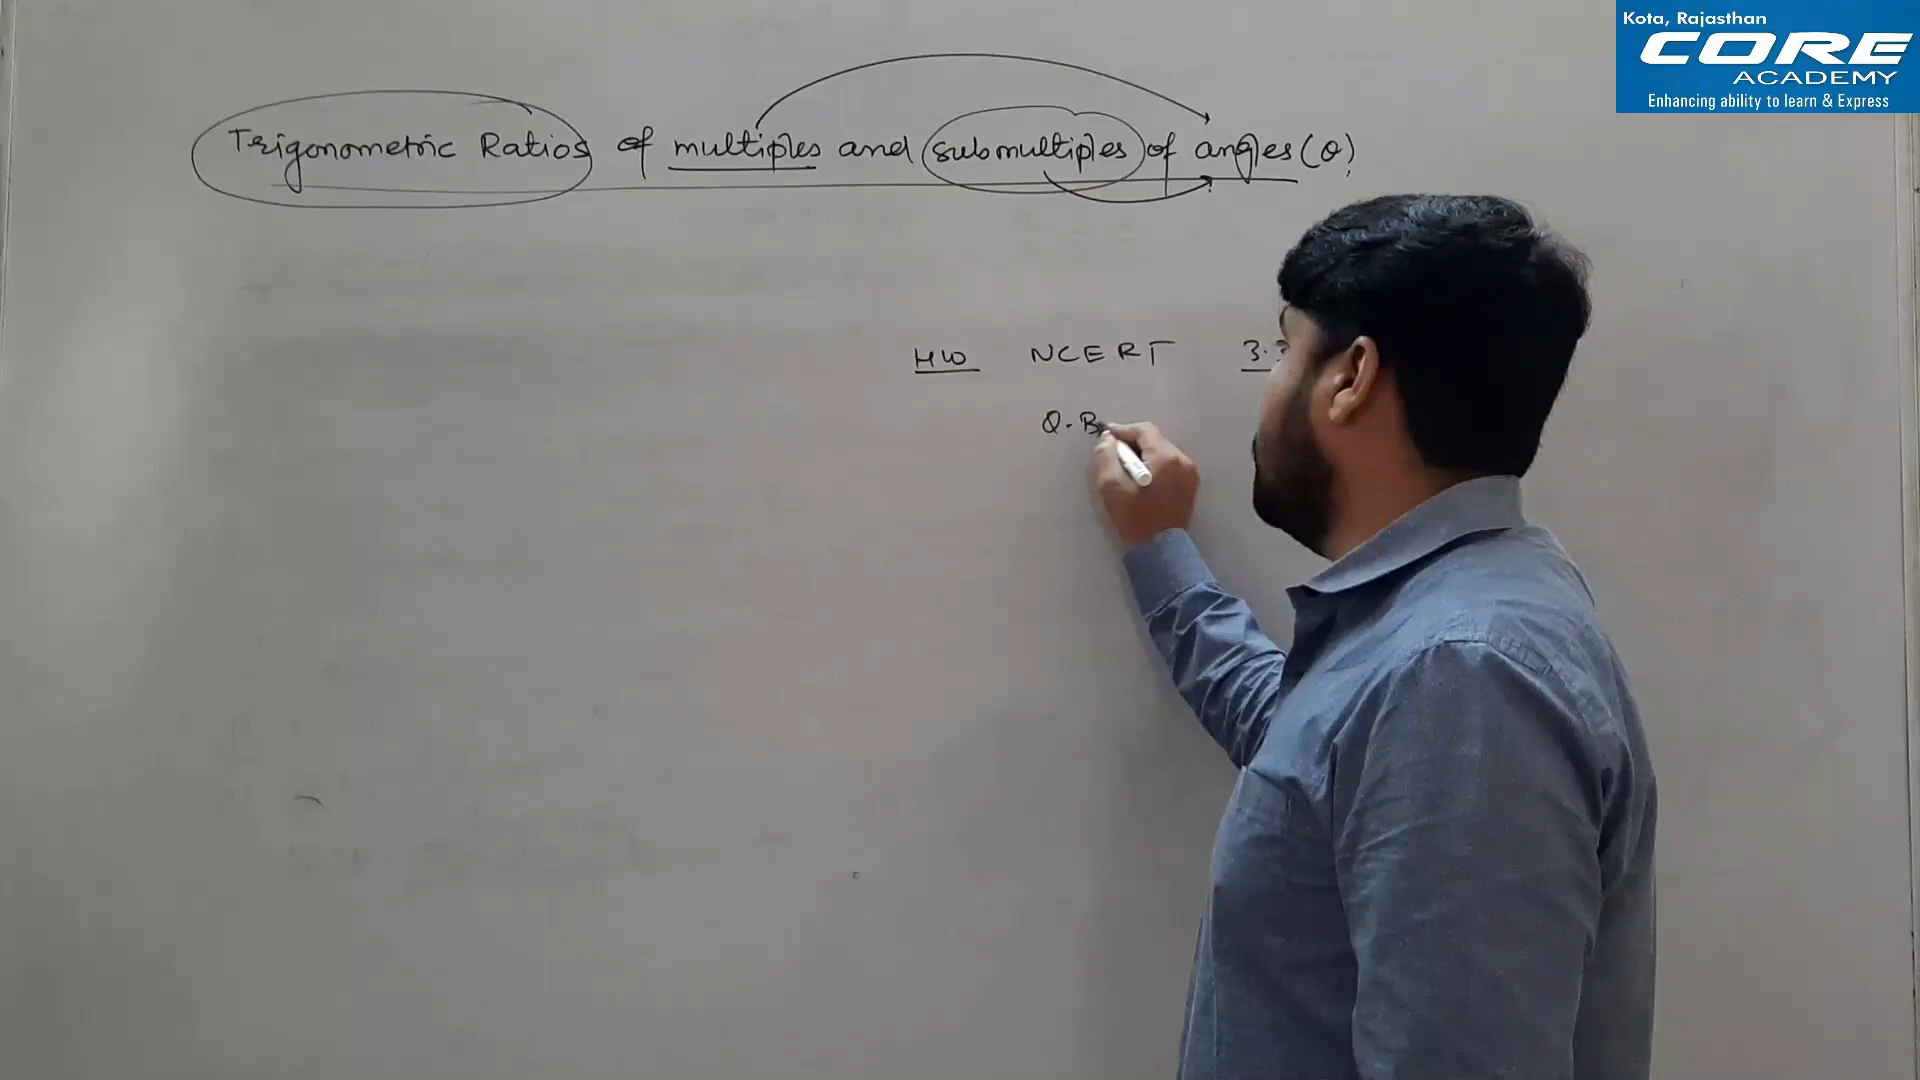 Kota, Rajasthan
CORE
ACADEMY
Enhancing ability to learn & Express
Trigonometric Ratios of multiples and submultiples of angles (θ)
HW NCERT 3.
Q.B